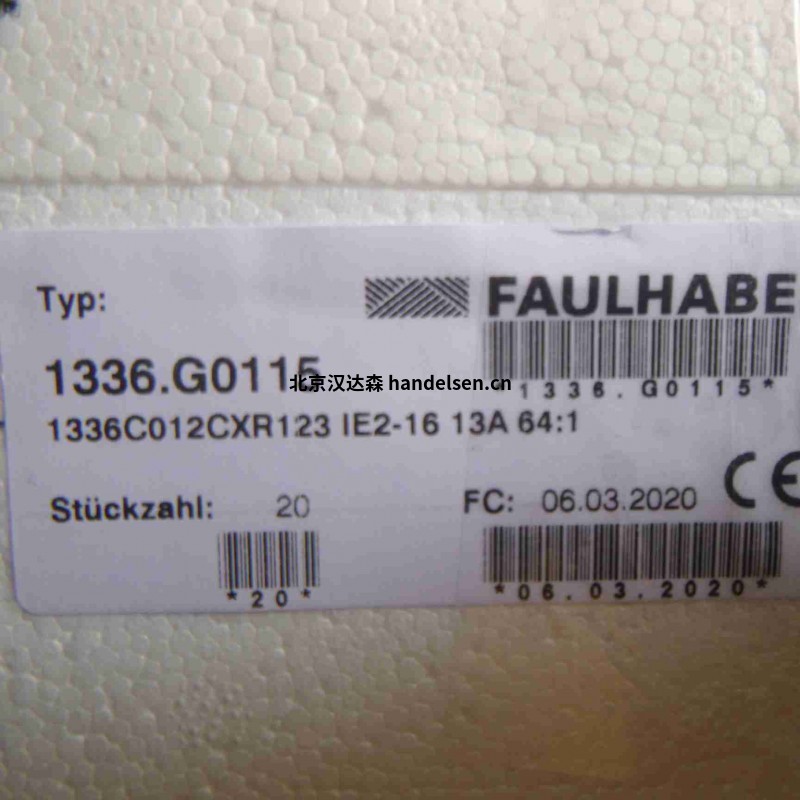 Typ:
FAULHABE
1336.G0115
北京汉达森 handelsen.cn
1336.G0115*
1336C012CXR123 IE2-16 13A 64:1
Stückzahl: 20
FC: 06.03.2020
CE
*20*
*06.03.2020*